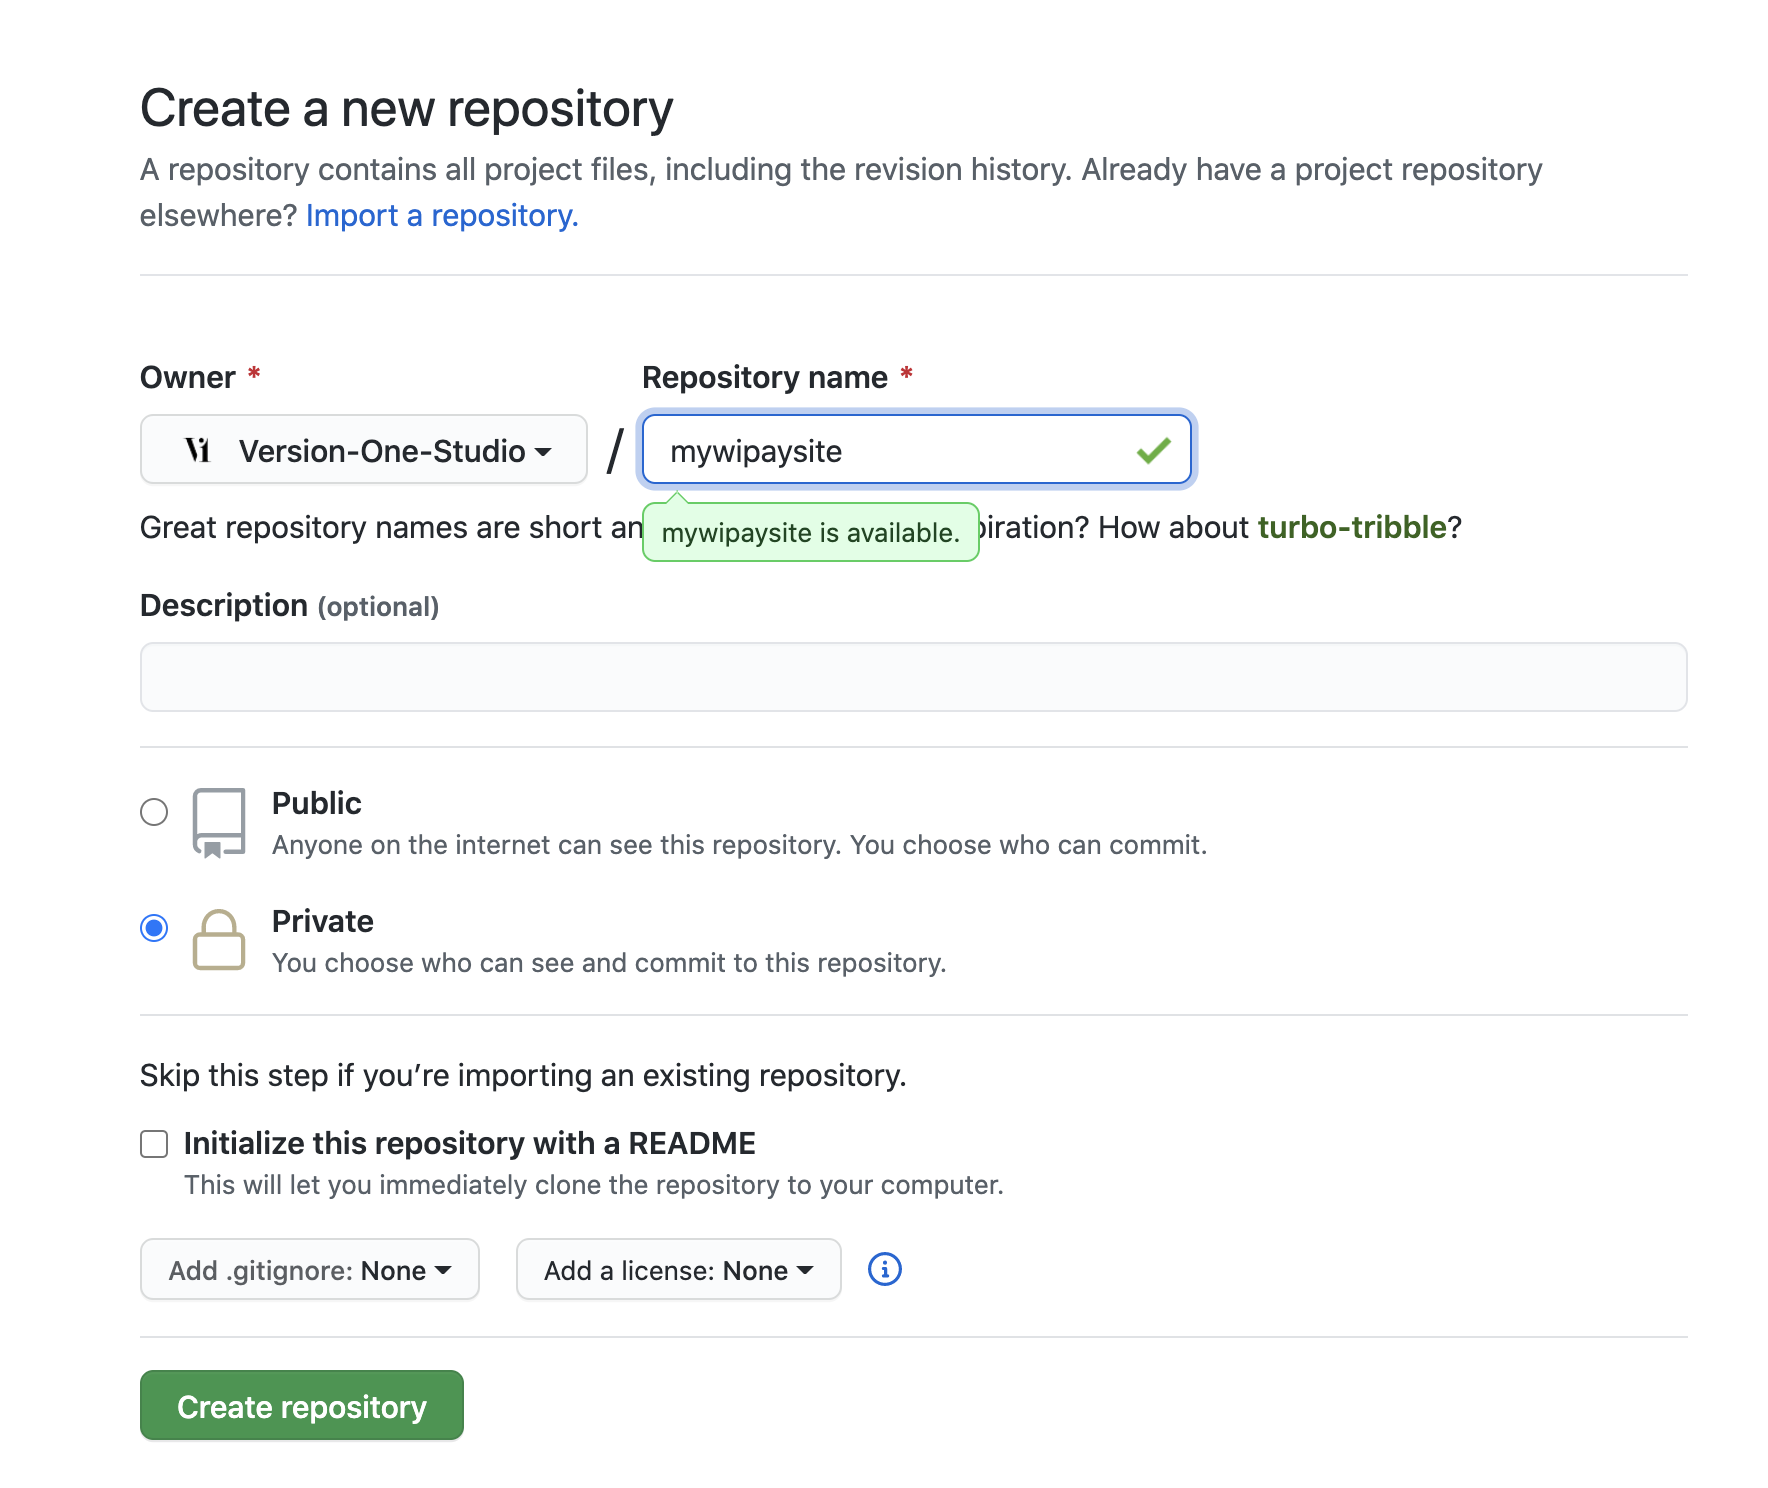 Create a new repository
A repository contains all project files, including the revision history. Already have a project repository
elsewhere? Import a repository.
Owner *
Repository name *
V1 Version-One-Studio / mywipaysite
mywipaysite is available.
Great repository names are short an piration? How about turbo-tribble?
Description (optional)
Public
Anyone on the internet can see this repository. You choose who can commit.
Private
You choose who can see and commit to this repository.
Skip this step if you’re importing an existing repository.
Initialize this repository with a README
This will let you immediately clone the repository to your computer.
Add .gitignore: None
Add a license: None
Create repository